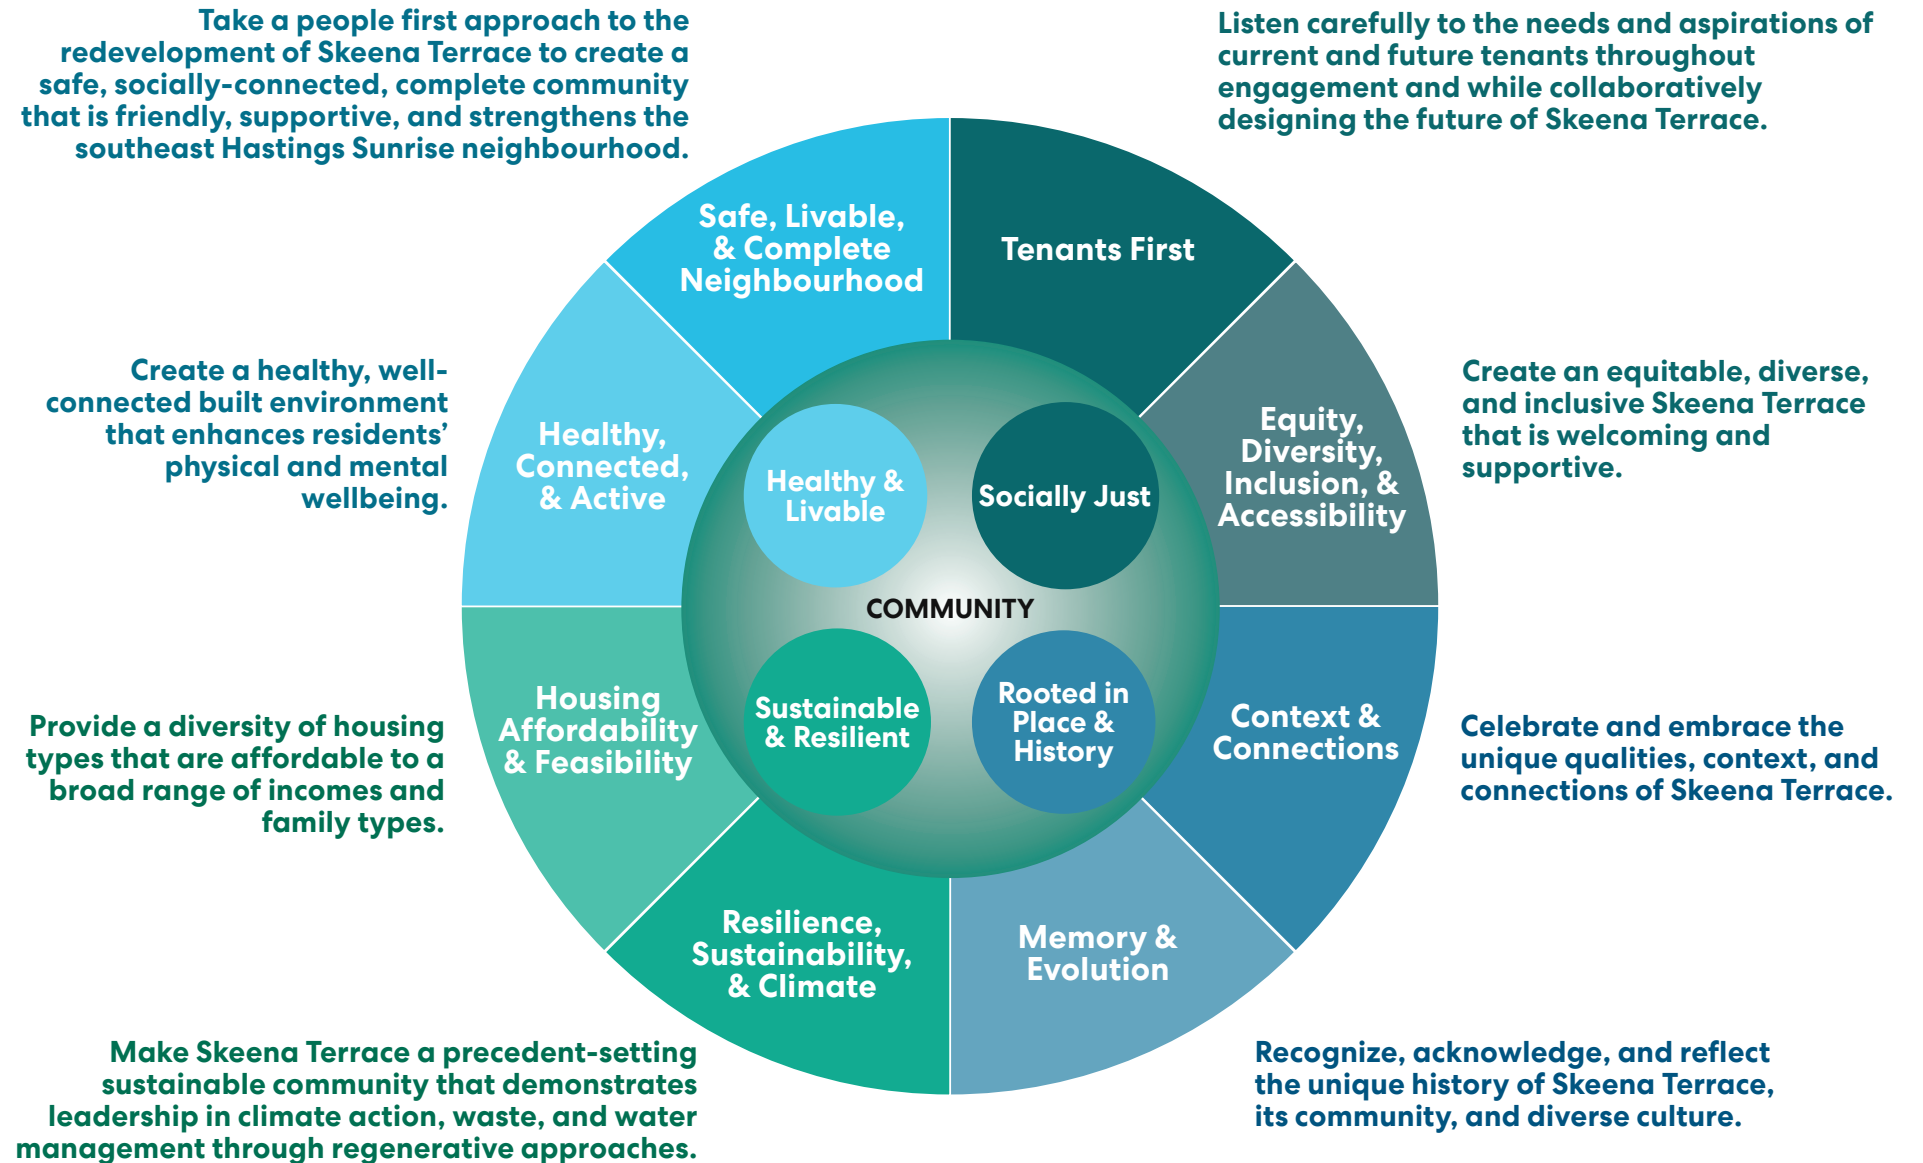 Take a people first approach to the
redevelopment of Skeena Terrace to create a
safe, socially-connected, complete community
that is friendly, supportive, and strengthens the
southeast Hastings Sunrise neighbourhood.
Listen carefully to the needs and aspirations of
current and future tenants throughout
engagement and while collaboratively
designing the future of Skeena Terrace.
Safe, Livable,
& Complete
Neighbourhood
Tenants First
Create a healthy, well-
connected built environment
that enhances residents’
physical and mental
wellbeing.
Healthy,
Connected,
& Active
Healthy &
Livable
Socially Just
Equity,
Diversity,
Inclusion, &
Accessibility
Create an equitable, diverse,
and inclusive Skeena Terrace
that is welcoming and
supportive.
COMMUNITY
Provide a diversity of housing
types that are affordable to a
broad range of incomes and
family types.
Housing
Affordability
& Feasibility
Sustainable
& Resilient
Rooted in
Place &
History
Context &
Connections
Celebrate and embrace the
unique qualities, context, and
connections of Skeena Terrace.
Resilience,
Sustainability,
& Climate
Memory &
Evolution
Make Skeena Terrace a precedent-setting
sustainable community that demonstrates
leadership in climate action, waste, and water
management through regenerative approaches.
Recognize, acknowledge, and reflect
the unique history of Skeena Terrace,
its community, and diverse culture.